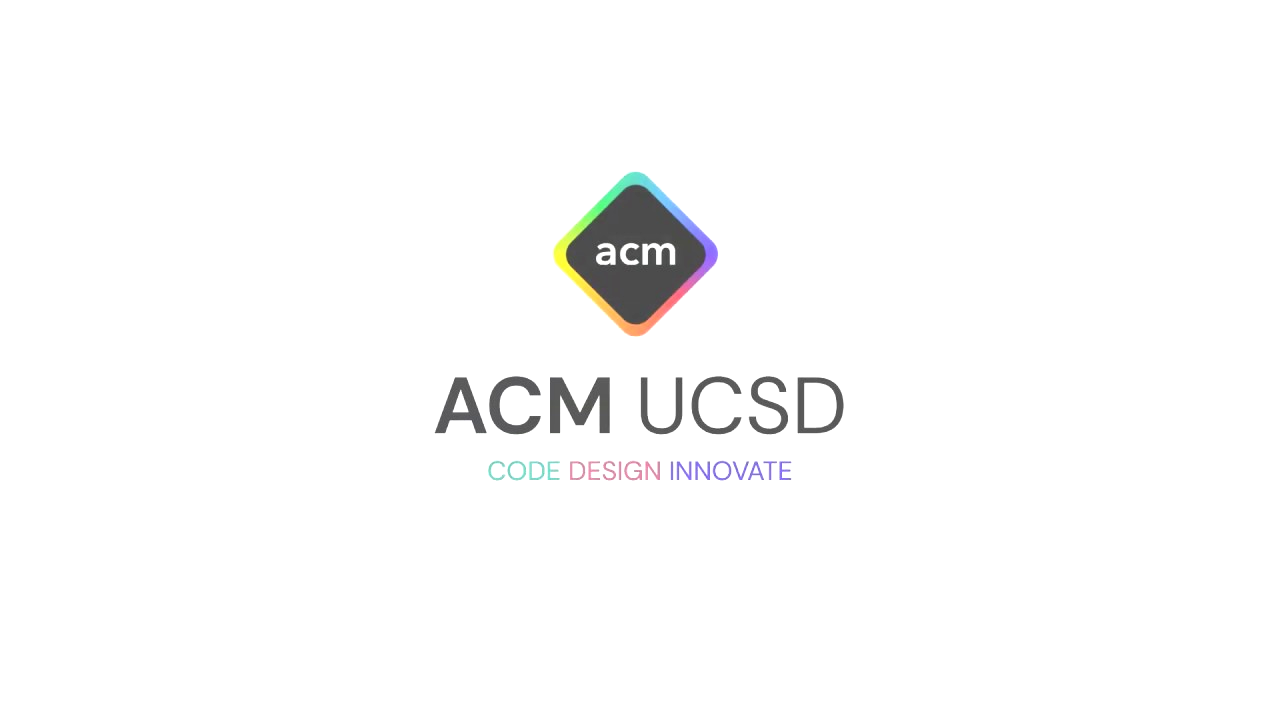 acm
ACM UCSD
CODE DESIGN INNOVATE